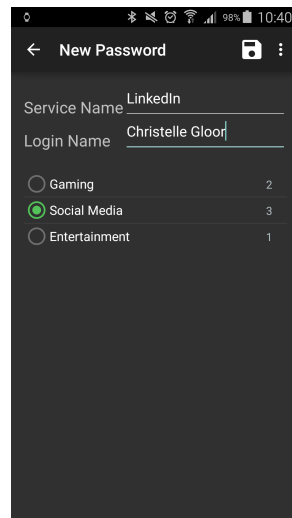 98% 10:40
New Password
Service Name LinkedIn
Login Name Christelle Gloor
Gaming 2
Social Media 3
Entertainment 1